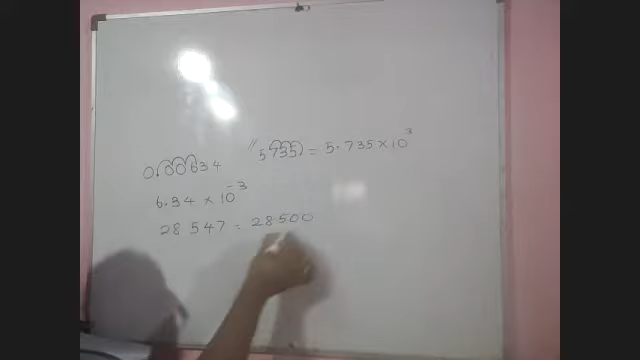 0.00634
// 5735 = 5.735 × 10³
6.34 × 10⁻³
28 547 = 28 500